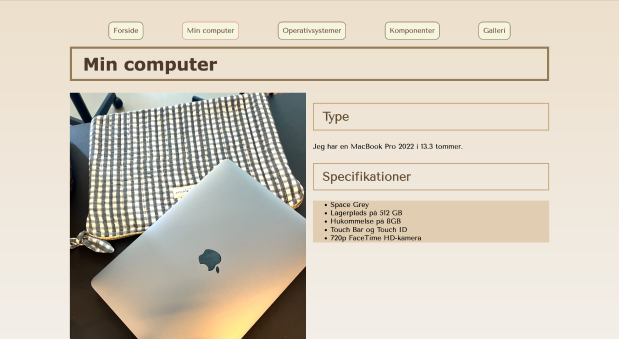 Forside
Min computer
Operativsystemer
Komponenter
Galleri
Min computer
Type
Jeg har en MacBook Pro 2022 i 13.3 tommer.
Specifikationer
• Space Grey
• Lagerplads på 512 GB
• Hukommelse på 8GB
• Touch Bar og Touch ID
• 720p FaceTime HD-kamera